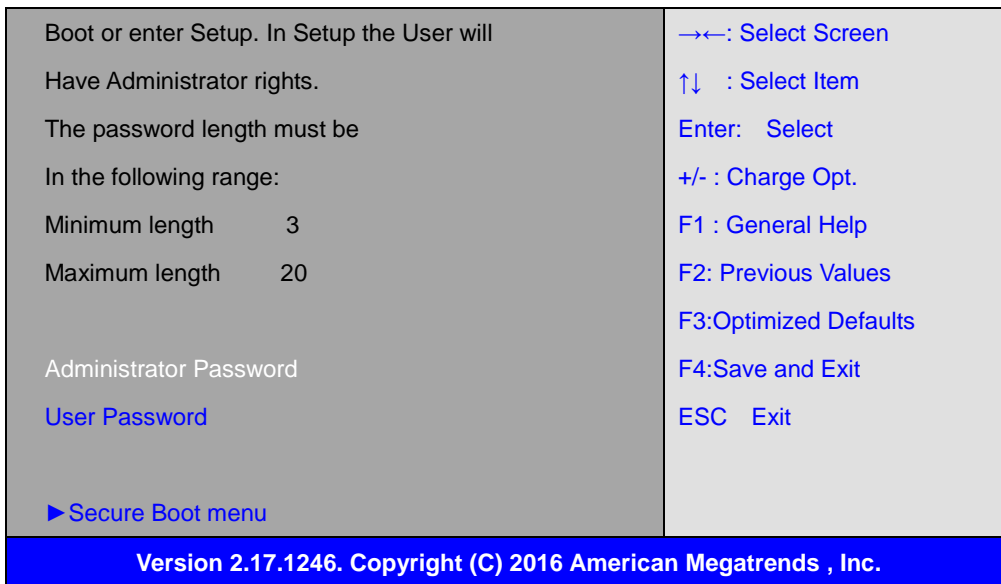 Boot or enter Setup. In Setup the User will
Have Administrator rights.
The password length must be
In the following range:
Minimum length 3
Maximum length 20
Administrator Password
User Password
►Secure Boot menu
→←: Select Screen
↑↓ : Select Item
Enter: Select
+/- : Charge Opt.
F1 : General Help
F2: Previous Values
F3:Optimized Defaults
F4:Save and Exit
ESC Exit
Version 2.17.1246. Copyright (C) 2016 American Megatrends , Inc.